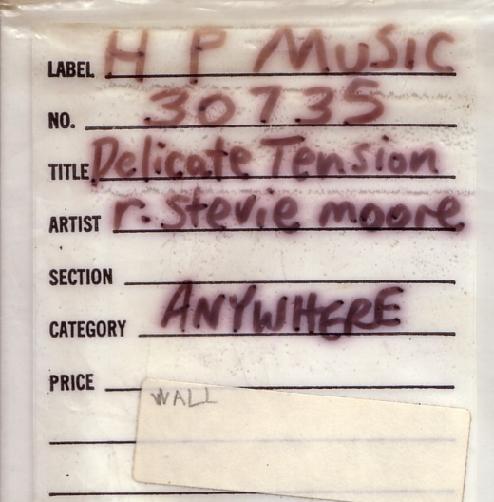 LABEL H P MUSIC
NO. 30735
TITLE Delicate Tension
ARTIST r. stevie moore
SECTION
CATEGORY ANYWHERE
PRICE
WALL